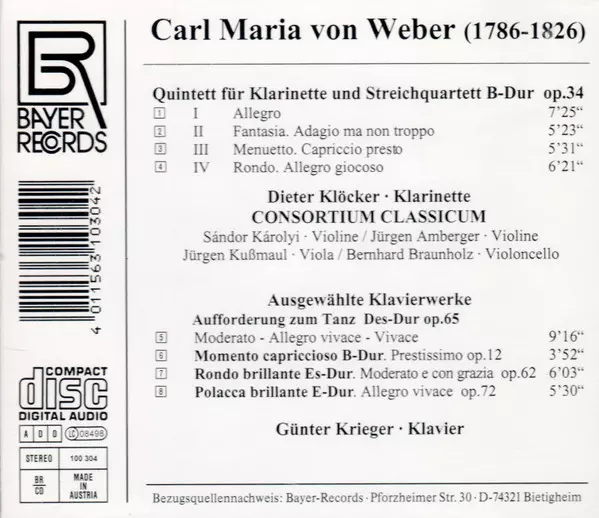 Carl Maria von Weber (1786-1826)
BAYER
RECORDS
Quintett für Klarinette und Streichquartett B-Dur op.34
1 I Allegro 7'25"
2 II Fantasia. Adagio ma non troppo 5'23"
3 III Menuetto. Capriccio presto 5'31"
4 IV Rondo. Allegro giocoso 6'21"
Dieter Klöcker · Klarinette
CONSORTIUM CLASSICUM
Sándor Károlyi · Violine / Jürgen Amberger · Violine
Jürgen Kußmaul · Viola / Bernhard Braunholz · Violoncello
4 011563 103042
Ausgewählte Klavierwerke
Aufforderung zum Tanz Des-Dur op.65
5 Moderato - Allegro vivace - Vivace 9'16"
6 Momento capriccioso B-Dur. Prestissimo op.12 3'52"
7 Rondo brillante Es-Dur. Moderato e con grazia op.62 6'03"
8 Polacca brillante E-Dur. Allegro vivace op.72 5'30"
Günter Krieger · Klavier
COMPACT
disc
DIGITAL AUDIO
A D D LC 08498
STEREO 100 304
BR CD MADE IN AUSTRIA
Bezugsquellennachweis: Bayer-Records · Pforzheimer Str. 30 · D-74321 Bietigheim